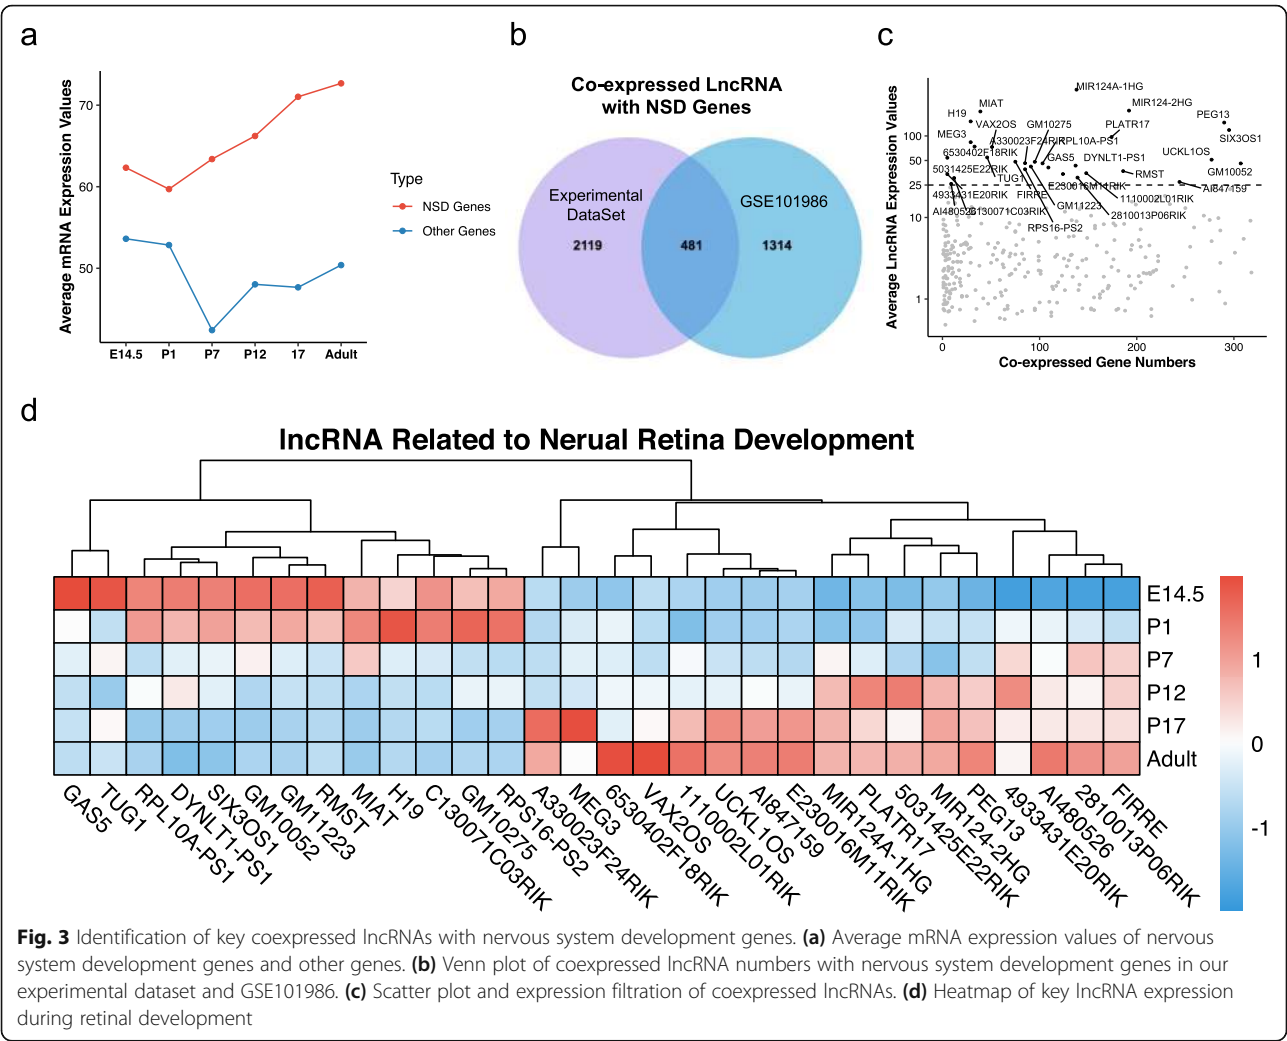 a
Average mRNA Expression Values
70
60
50
E14.5 P1 P7 P12 17 Adult
Type
NSD Genes
Other Genes
b
Co-expressed LncRNA
with NSD Genes
Experimental
DataSet
GSE101986
2119 481 1314
c
Average LncRNA Expression Values
100
50
25
10
1
0 100 200 300
Co-expressed Gene Numbers
MIR124A-1HG
MIAT
MIR124-2HG
H19
PEG13
VAX2OS
GM10275
PLATR17
MEG3
A330023F24RIK
RPL10A-PS1
SIX3OS1
6530402F18RIK
GAS5
DYNLT1-PS1
UCKL1OS
5031425E22RIK
TUG1
RMST
GM10052
E230016M11RIK
AI847159
4933431E20RIK
FIRRE
1110002L01RIK
AI480526
C130071C03RIK
GM11223
2810013P06RIK
RPS16-PS2
d
lncRNA Related to Nerual Retina Development
E14.5
P1
P7
P12
P17
Adult
GAS5
TUG1
RPL10A-PS1
DYNLT1-PS1
SIX3OS1
GM10052
GM11223
RMST
MIAT
H19
C130071C03RIK
GM10275
RPS16-PS2
A330023F24RIK
MEG3
6530402F18RIK
VAX2OS
1110002L01RIK
UCKL1OS
AI847159
E230016M11RIK
MIR124A-1HG
PLATR17
5031425E22RIK
MIR124-2HG
PEG13
4933431E20RIK
AI480526
2810013P06RIK
FIRRE
1
0
-1
Fig. 3 Identification of key coexpressed lncRNAs with nervous system development genes. (a) Average mRNA expression values of nervous
system development genes and other genes. (b) Venn plot of coexpressed lncRNA numbers with nervous system development genes in our
experimental dataset and GSE101986. (c) Scatter plot and expression filtration of coexpressed lncRNAs. (d) Heatmap of key lncRNA expression
during retinal development